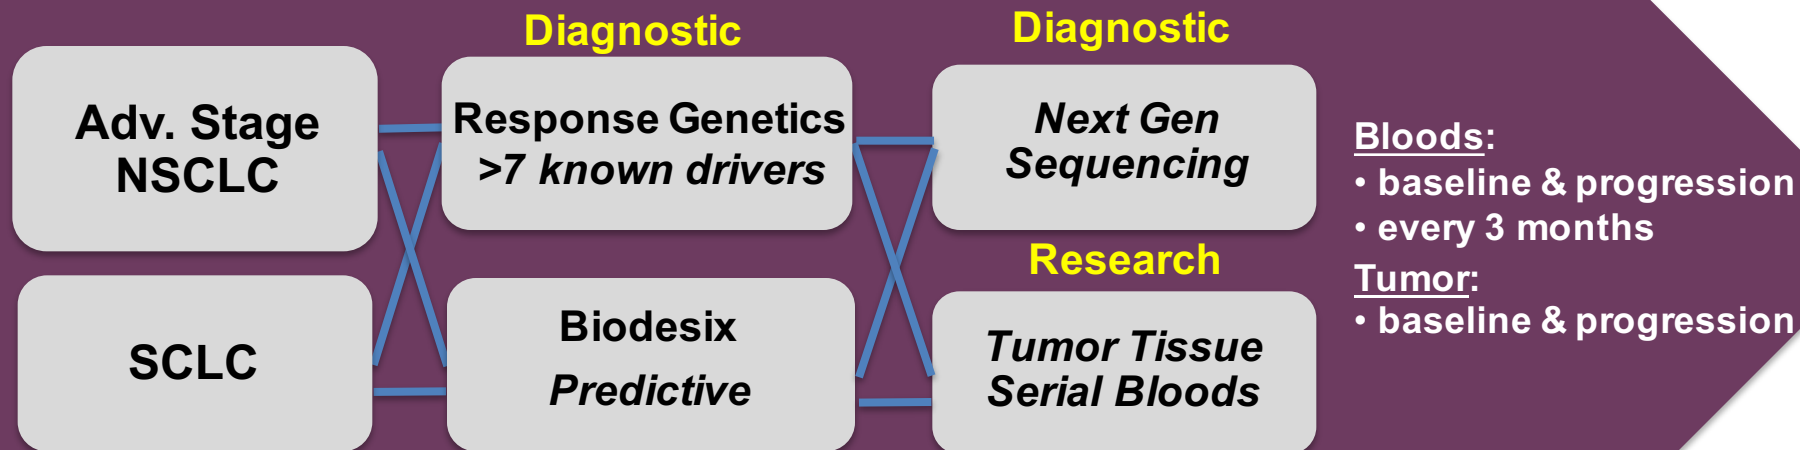 Diagnostic
Diagnostic
Adv. Stage
NSCLC
Response Genetics
>7 known drivers
Next Gen
Sequencing
Research
SCLC
Biodesix
Predictive
Tumor Tissue
Serial Bloods
Bloods:
• baseline & progression
• every 3 months
Tumor:
• baseline & progression